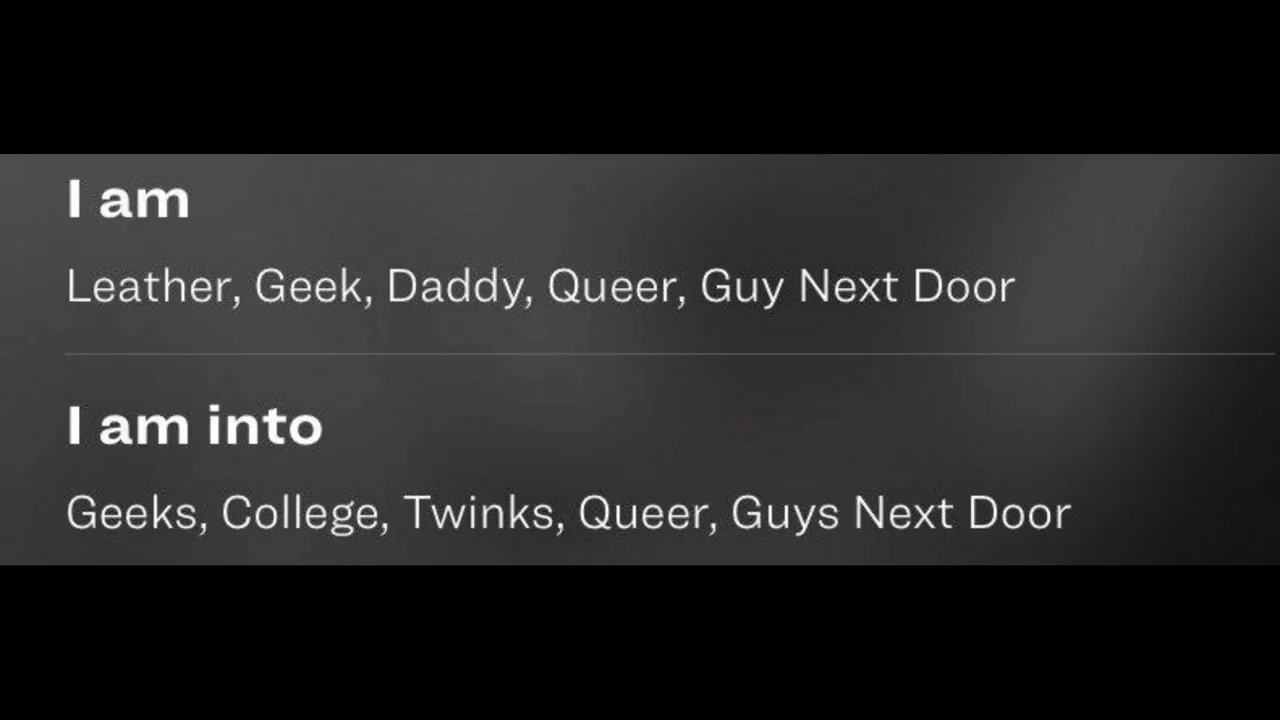 I am
Leather, Geek, Daddy, Queer, Guy Next Door
I am into
Geeks, College, Twinks, Queer, Guys Next Door